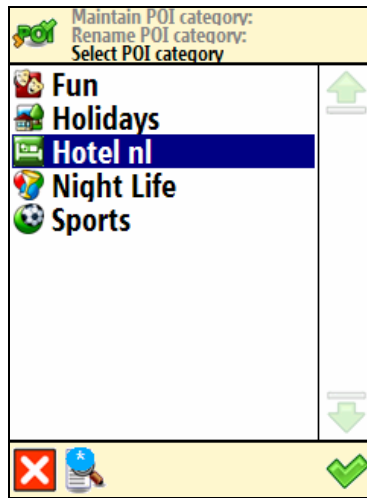 POI
Maintain POI category:
Rename POI category:
Select POI category
Fun
Holidays
Hotel nl
Night Life
Sports